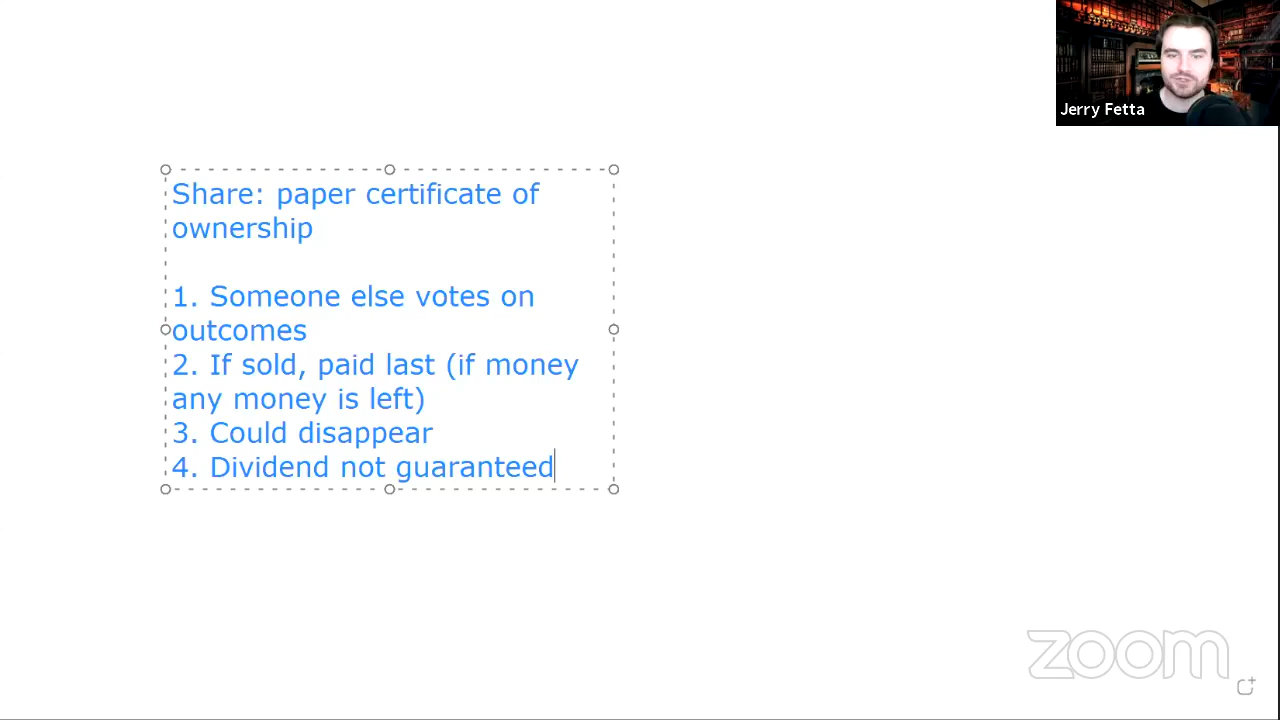 Jerry Fetta
Share: paper certificate of
ownership
1. Someone else votes on
outcomes
2. If sold, paid last (if money
any money is left)
3. Could disappear
4. Dividend not guaranteed
zoom